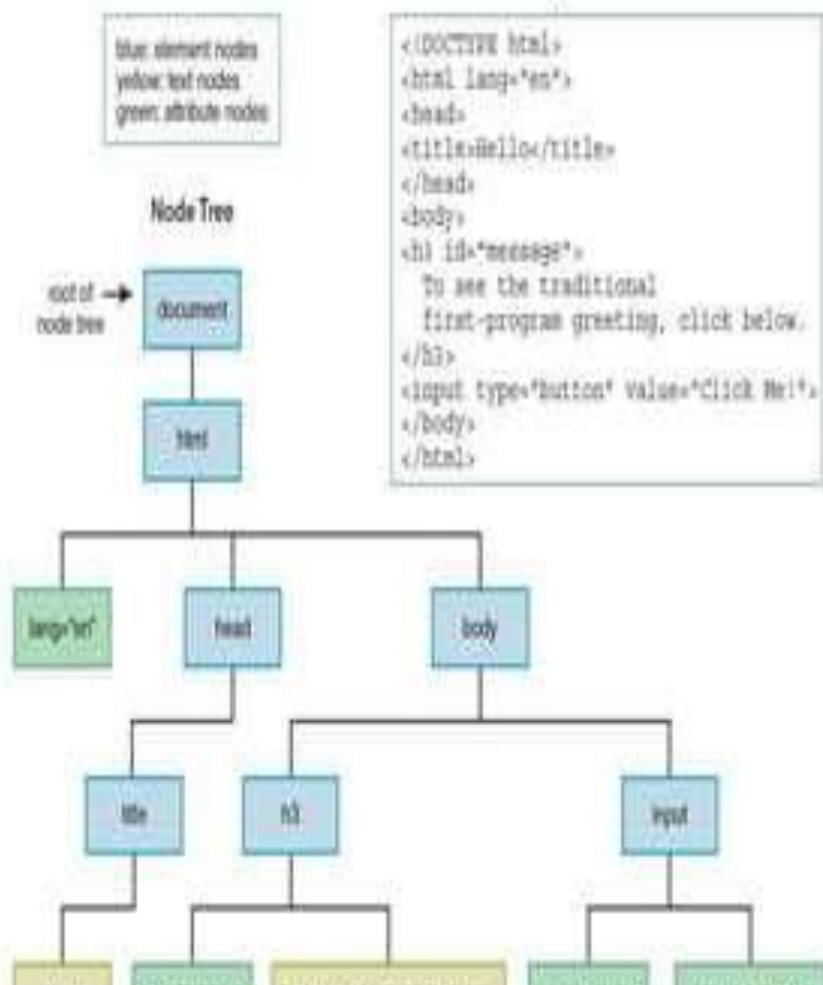 blue: element nodes
yellow: text nodes
green: attribute nodes
Node Tree
root of
node tree
document
html
lang="en"
head
body
title
h3
input
<!DOCTYPE html>
<html lang="en">
<head>
<title>Hello</title>
</head>
<body>
<h3 id="message">
To see the traditional
first-program greeting, click below.
</h3>
<input type="button" value="Click Me!">
</body>
</html>